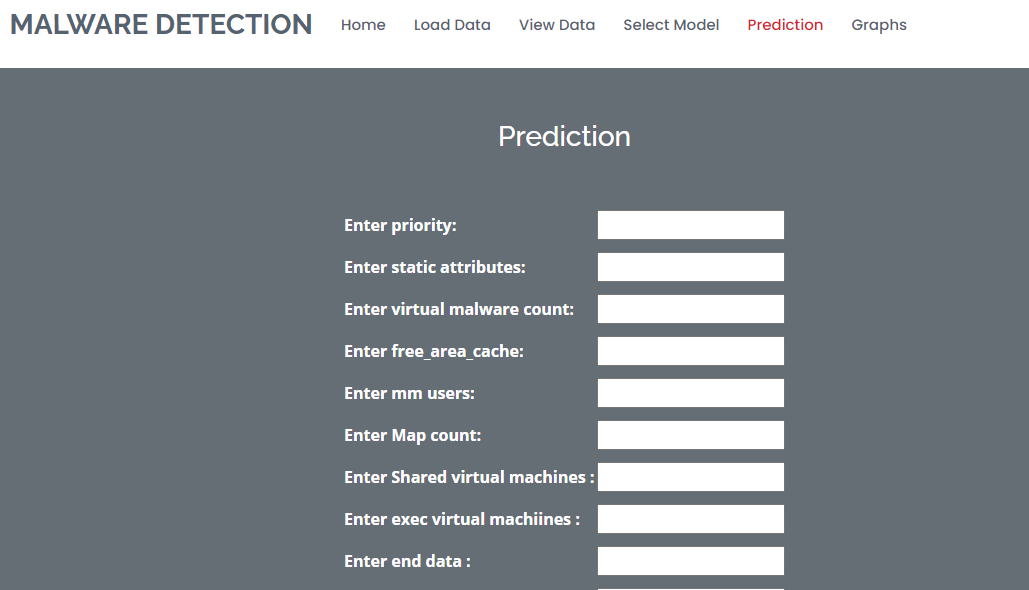 MALWARE DETECTION Home Load Data View Data Select Model Prediction Graphs
Prediction
Enter priority:
Enter static attributes:
Enter virtual malware count:
Enter free_area_cache:
Enter mm users:
Enter Map count:
Enter Shared virtual machines :
Enter exec virtual machiines :
Enter end data :